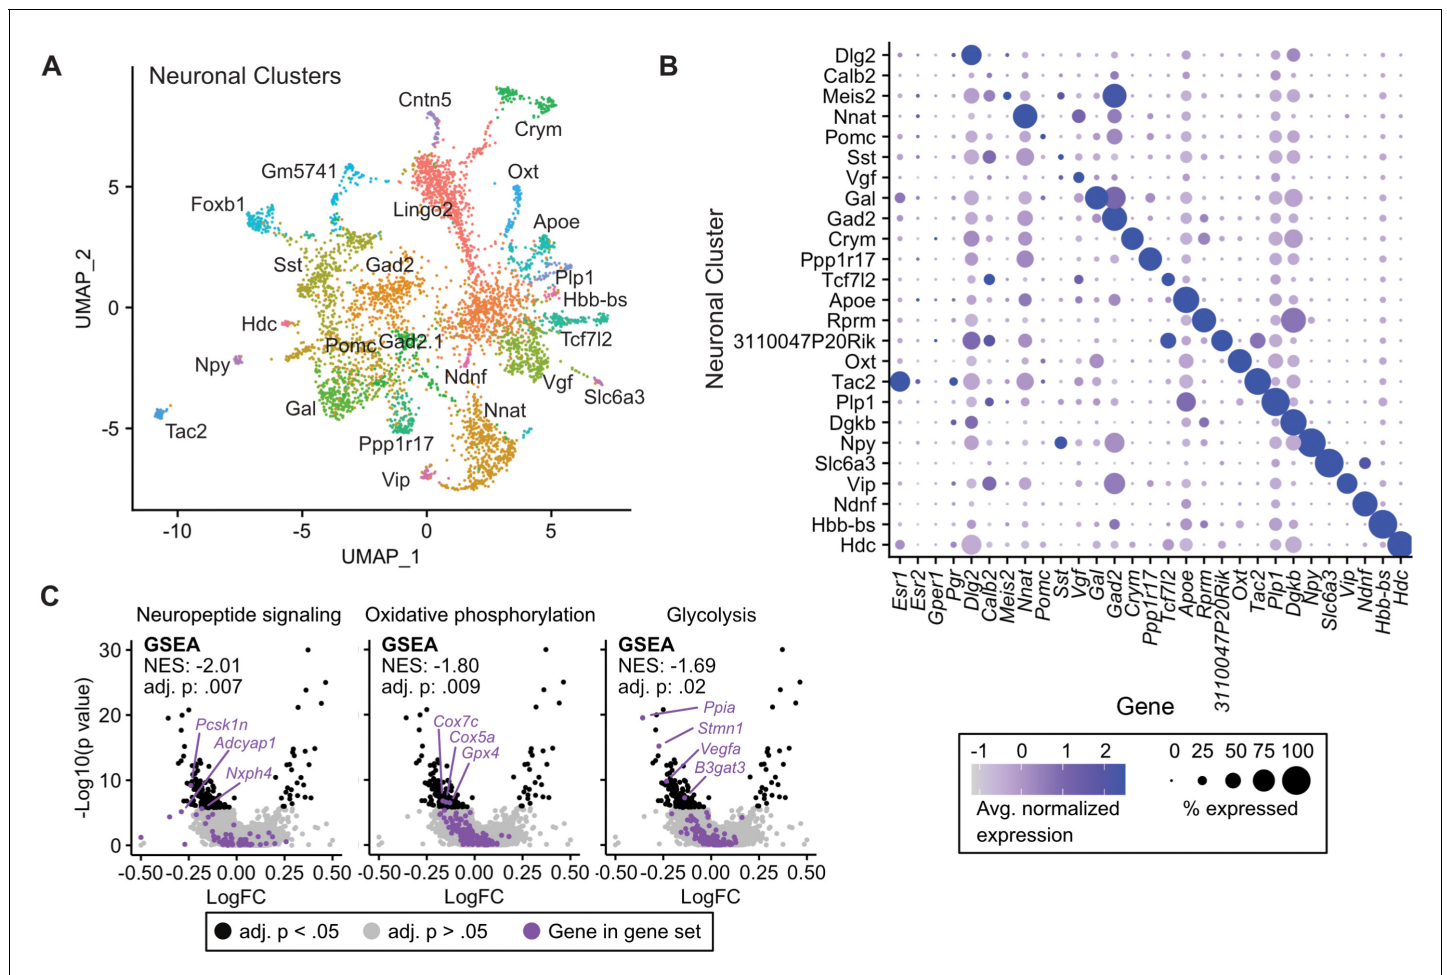 A
Neuronal Clusters
Cntn5
Crym
Gm5741
Oxt
Foxb1
Lingo2
Apoe
Sst
Gad2
Plp1
Hbb-bs
Hdc
Pomc
Gad2.1
Tcf7l2
Npy
Ndnf
Vgf
Slc6a3
Gal
Nnat
Tac2
Ppp1r17
Vip
UMAP_2
5
0
-5
-10
-5
0
5
UMAP_1
B
Neuronal Cluster
Dlg2
Calb2
Meis2
Nnat
Pomc
Sst
Vgf
Gal
Gad2
Crym
Ppp1r17
Tcf7l2
Apoe
Rprm
3110047P20Rik
Oxt
Tac2
Plp1
Dgkb
Npy
Slc6a3
Vip
Ndnf
Hbb-bs
Hdc
Esr1
Esr2
Gper1
Pgr
Dlg2
Calb2
Meis2
Nnat
Pomc
Sst
Vgf
Gal
Gad2
Crym
Ppp1r17
Tcf7l2
Apoe
Rprm
3110047P20Rik
Oxt
Tac2
Plp1
Dgkb
Npy
Slc6a3
Vip
Ndnf
Hbb-bs
Hdc
Gene
-1 0 1 2
Avg. normalized
expression
0 25 50 75 100
% expressed
C
Neuropeptide signaling
GSEA
NES: -2.01
adj. p: .007
Pcsk1n
Adcyap1
Nxph4
-Log10(p value)
30
20
10
0
-0.50 -0.25 0.00 0.25 0.50
LogFC
Oxidative phosphorylation
GSEA
NES: -1.80
adj. p: .009
Cox7c
Cox5a
Gpx4
-0.50 -0.25 0.00 0.25 0.50
LogFC
Glycolysis
GSEA
NES: -1.69
adj. p: .02
Ppia
Stmn1
Vegfa
B3gat3
-0.50 -0.25 0.00 0.25 0.50
LogFC
adj. p < .05
adj. p > .05
Gene in gene set